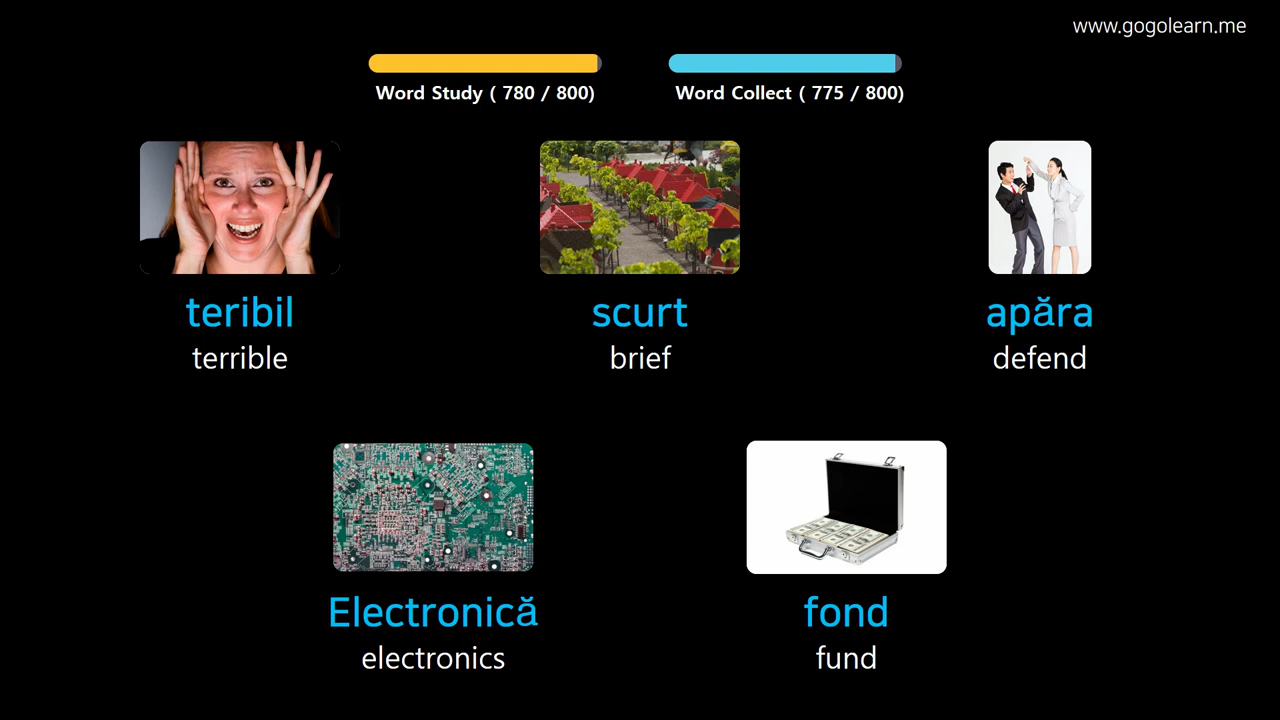 www.gogolearn.me
Word Study ( 780 / 800)
Word Collect ( 775 / 800)
teribil
terrible
scurt
brief
apăra
defend
Electronică
electronics
fond
fund